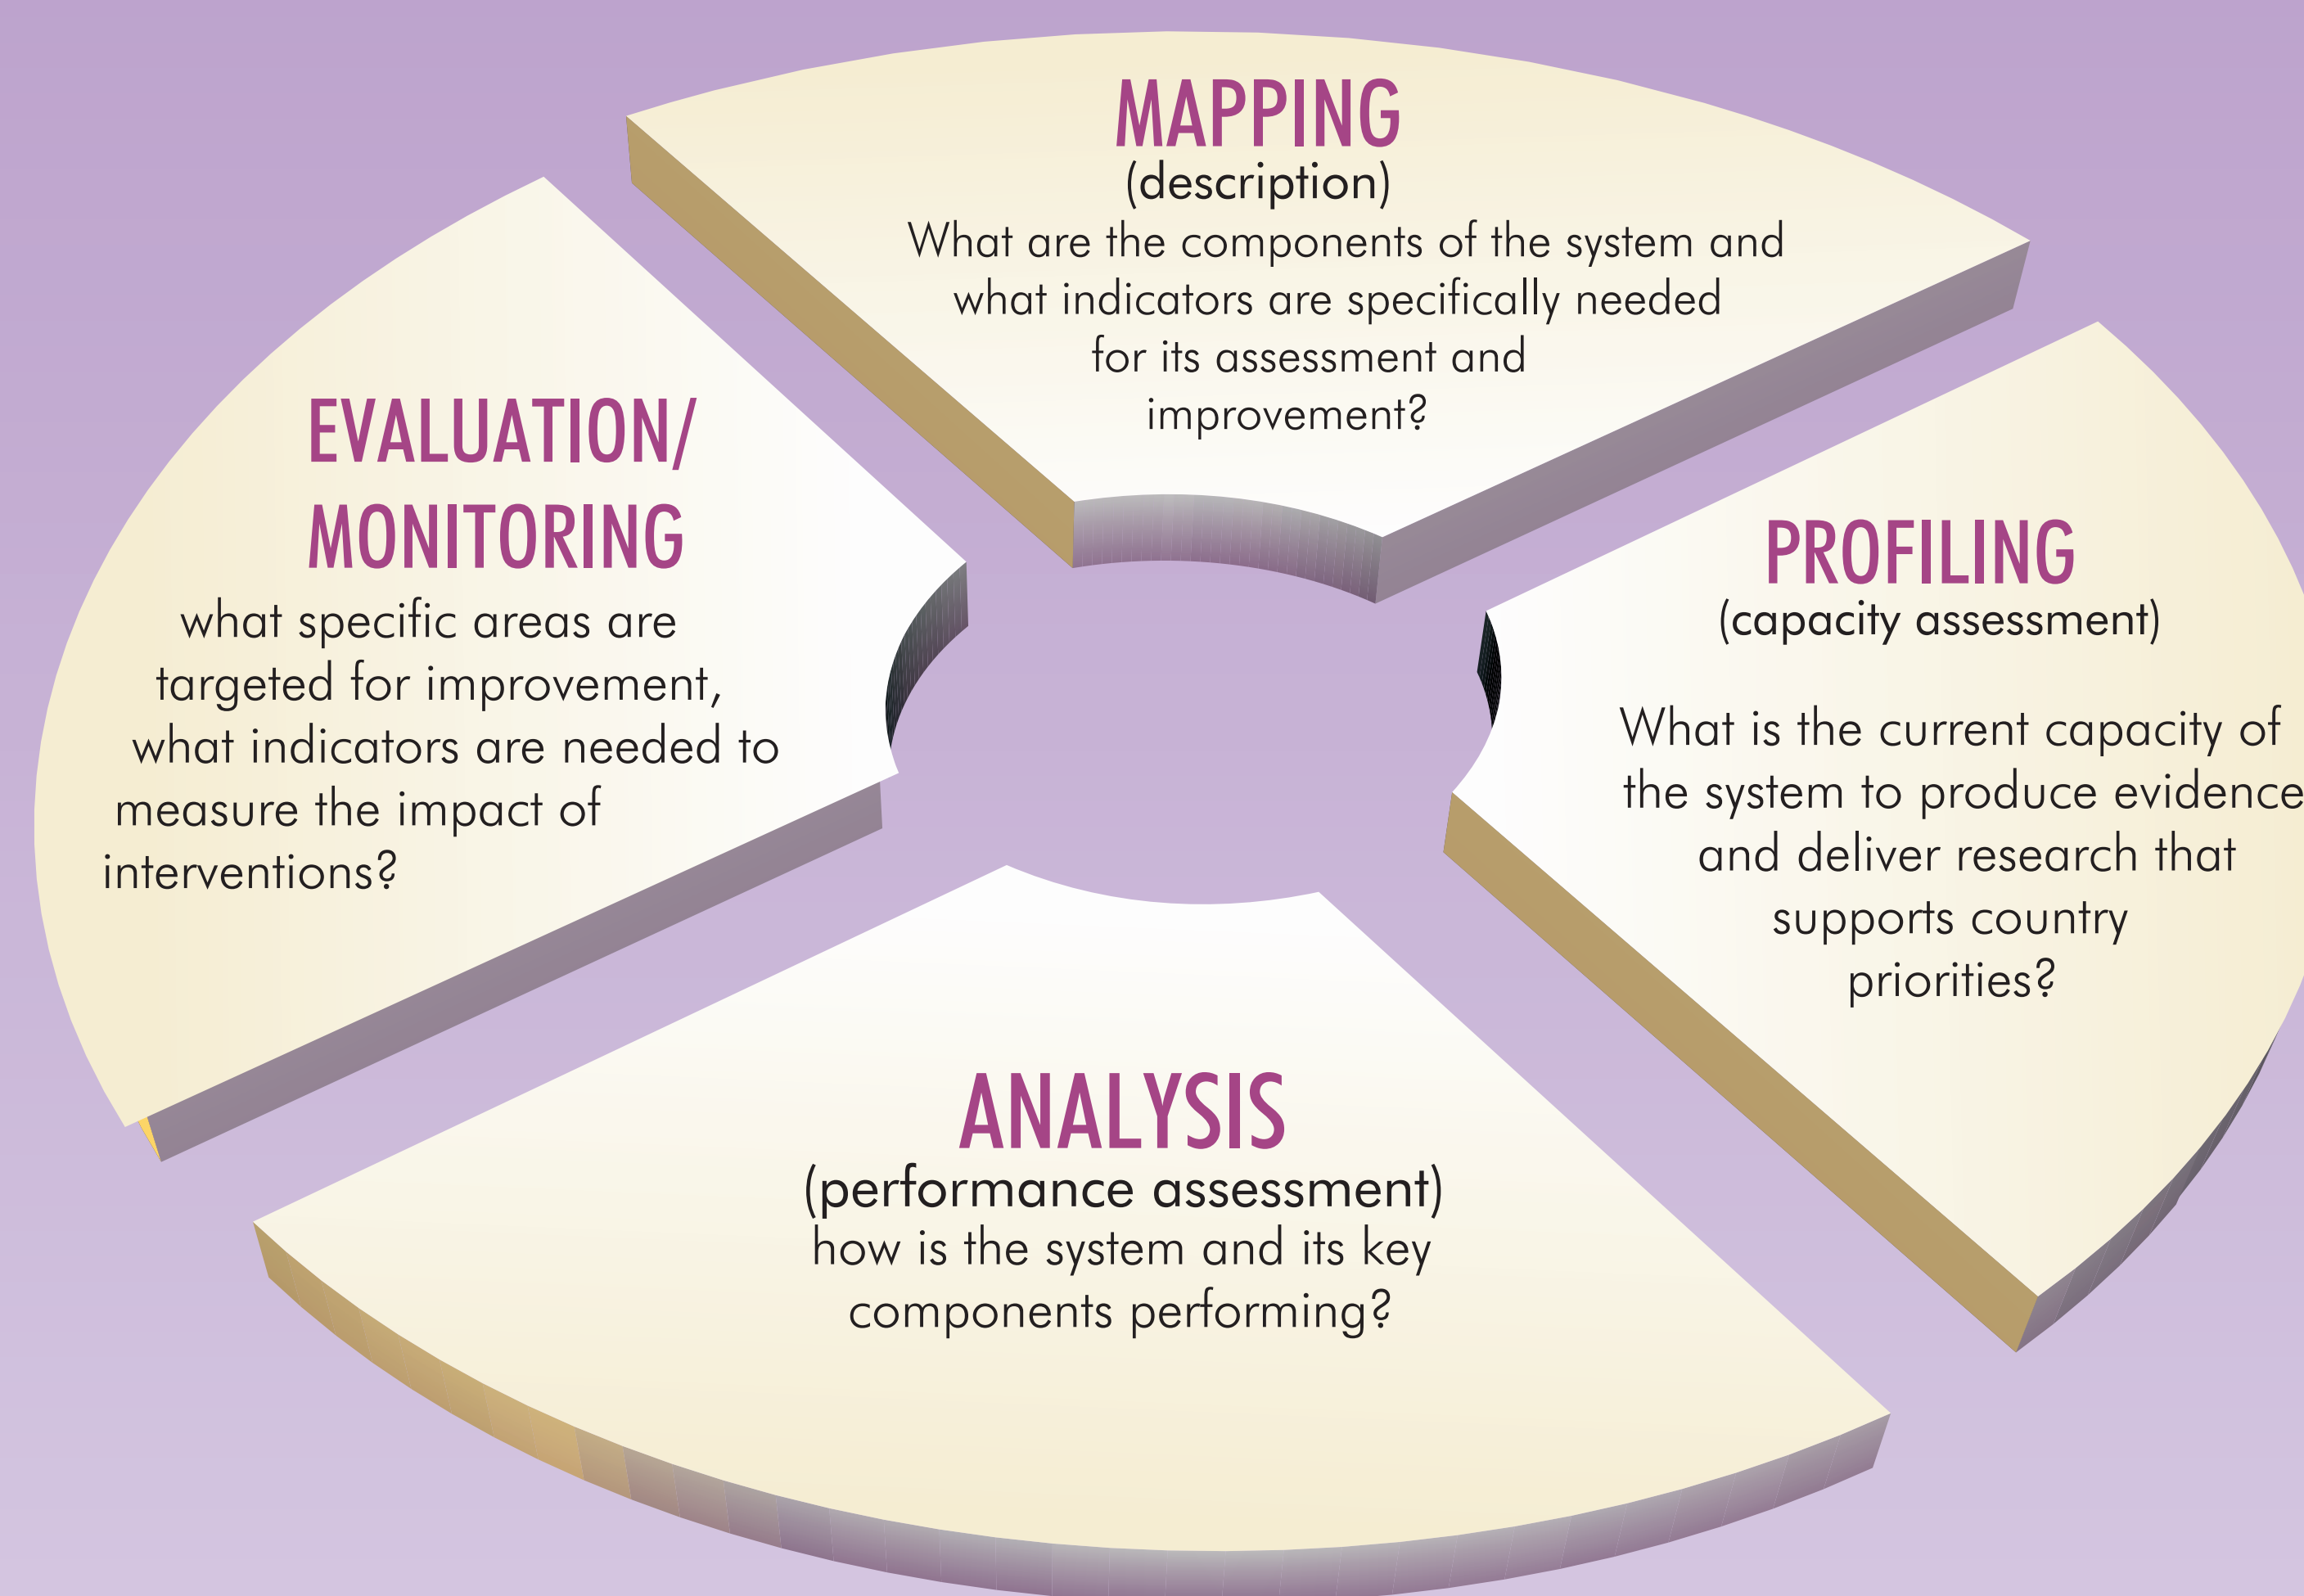 MAPPING
(description)
What are the components of the system and
what indicators are specifically needed
for its assessment and
improvement?
EVALUATION/
MONITORING
what specific areas are
targeted for improvement,
what indicators are needed to
measure the impact of
interventions?
PROFILING
(capacity assessment)
What is the current capacity of
the system to produce evidence
and deliver research that
supports country
priorities?
ANALYSIS
(performance assessment)
how is the system and its key
components performing?